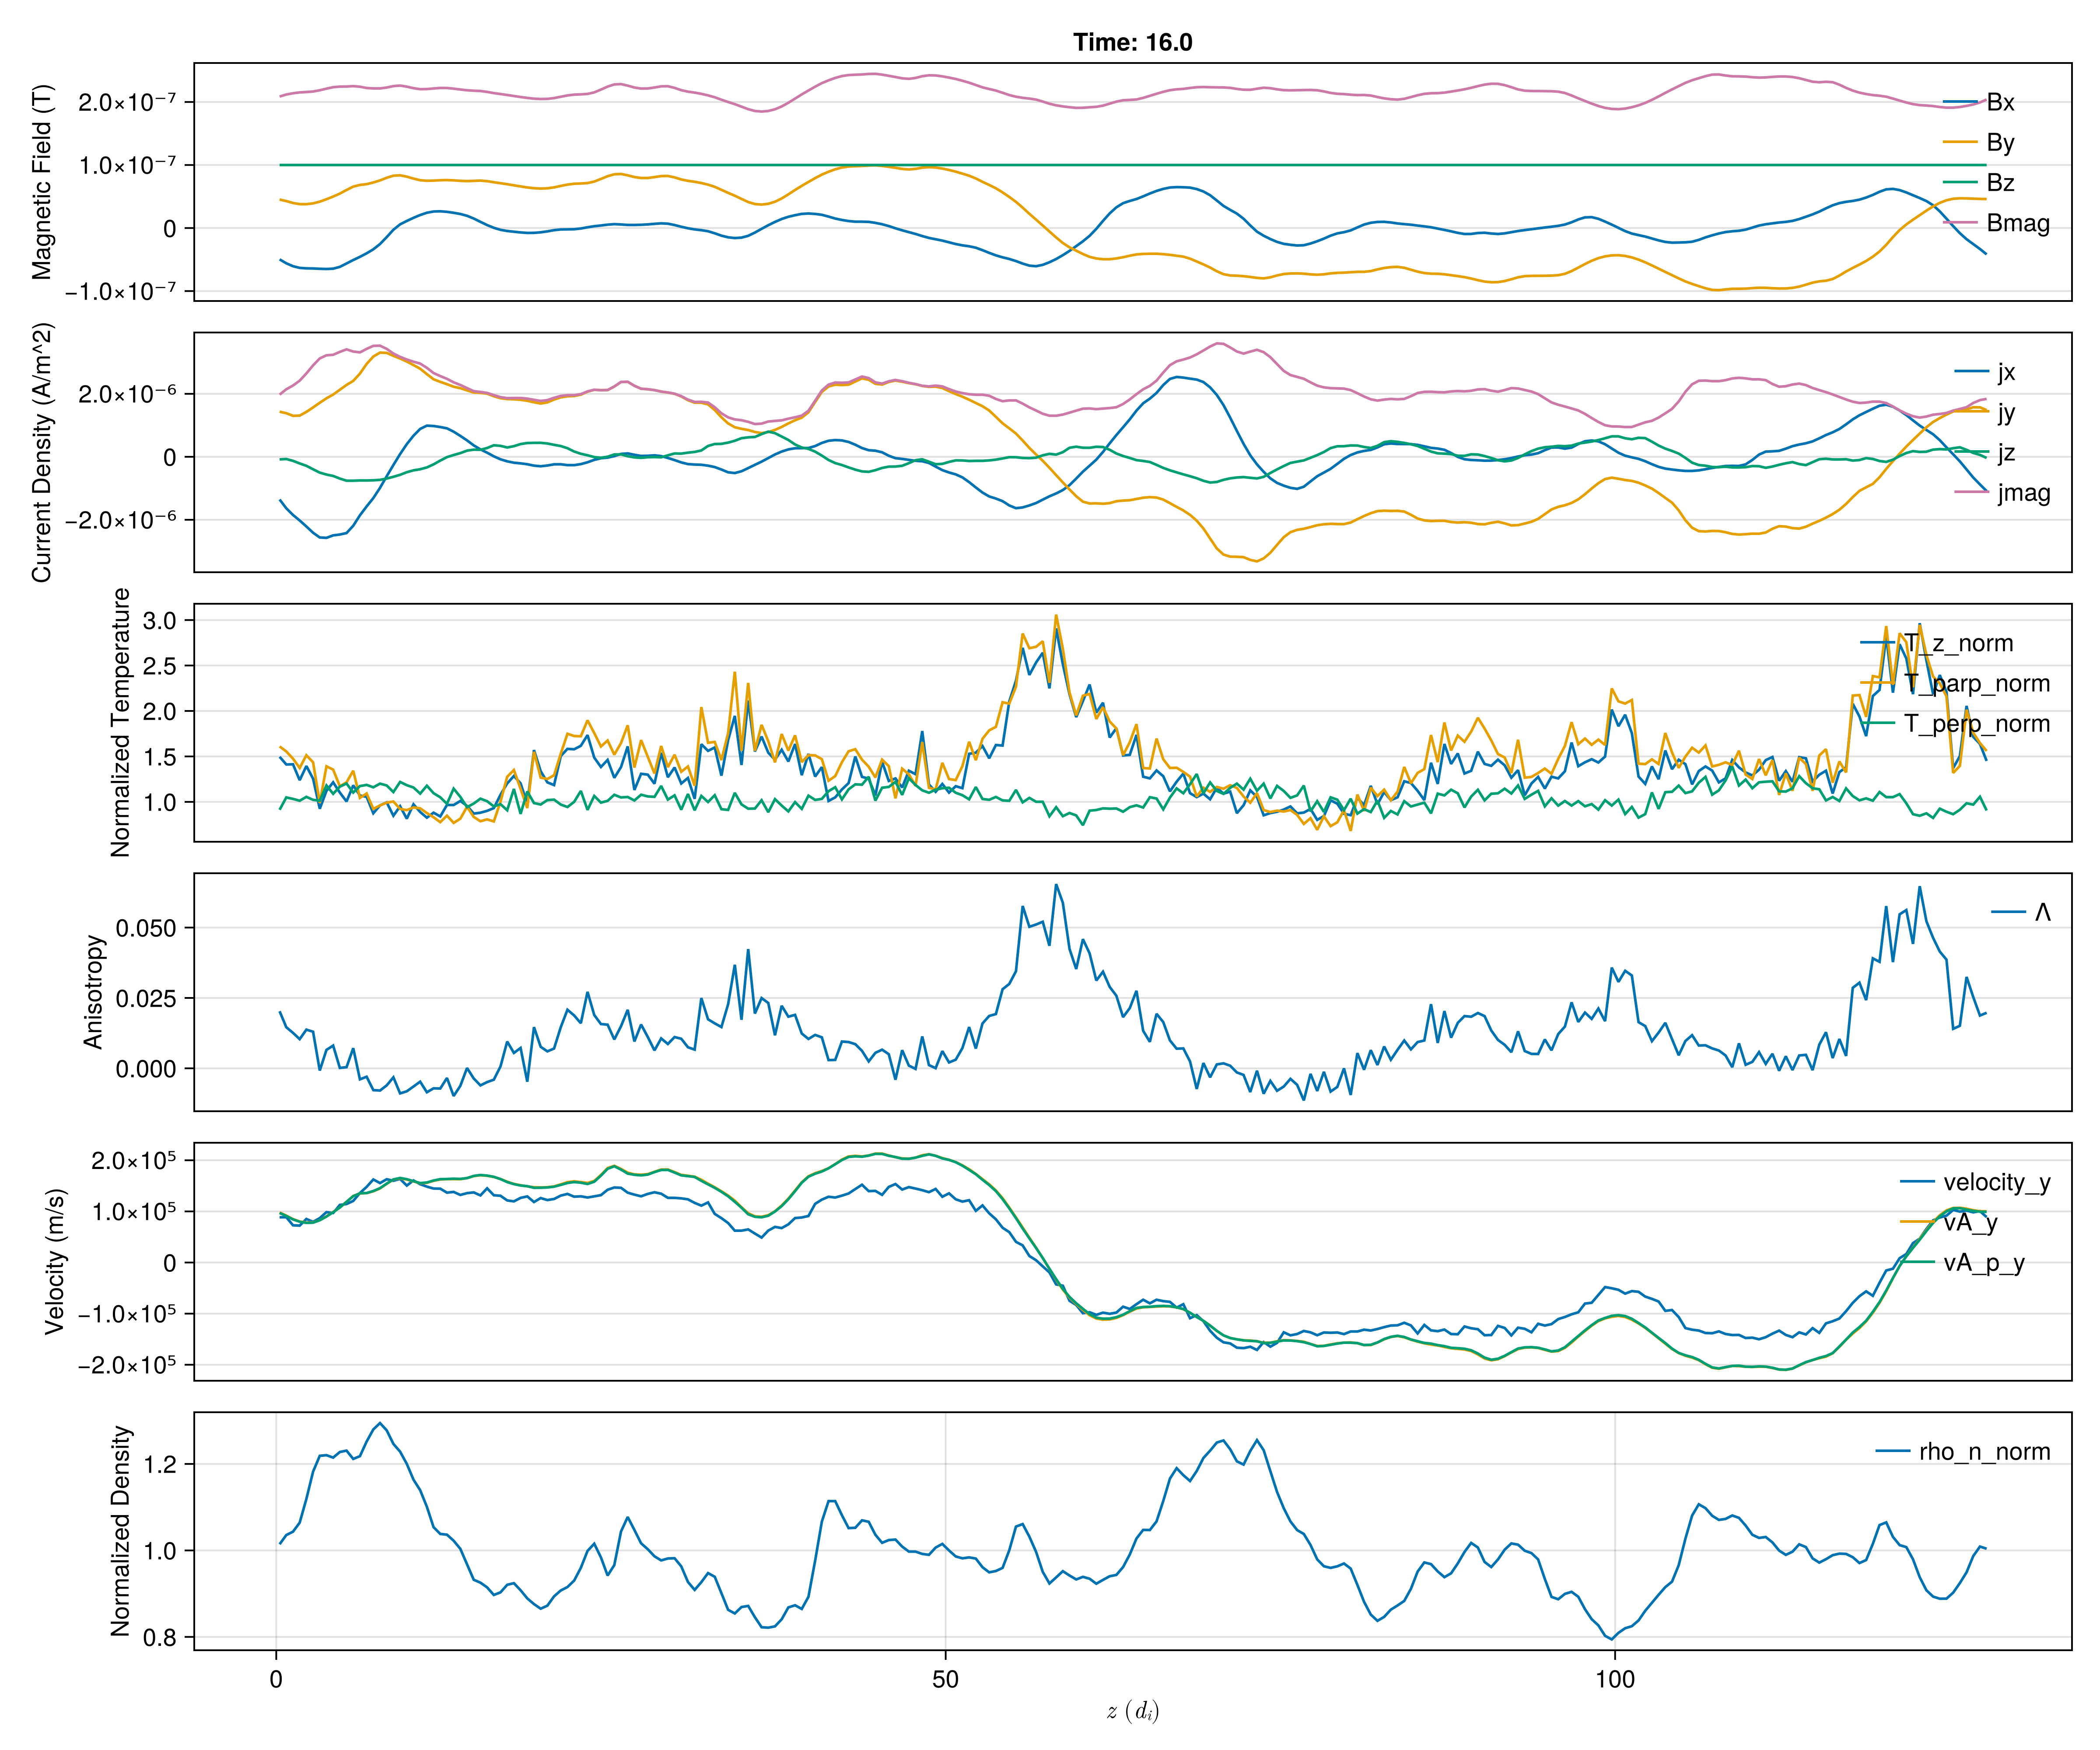 Time: 16.0
Magnetic Field (T)
2.0×10⁻⁷
1.0×10⁻⁷
0
−1.0×10⁻⁷
Bx
By
Bz
Bmag
Current Density (A/m^2)
2.0×10⁻⁶
0
−2.0×10⁻⁶
jx
jy
jz
jmag
Normalized Temperature
3.0
2.5
2.0
1.5
1.0
T_z_norm
T_parp_norm
T_perp_norm
Anisotropy
0.050
0.025
0.000
Λ
Velocity (m/s)
2.0×10⁵
1.0×10⁵
0
−1.0×10⁵
−2.0×10⁵
velocity_y
vA_y
vA_p_y
Normalized Density
1.2
1.0
0.8
rho_n_norm
0 50 100
z (dᵢ)